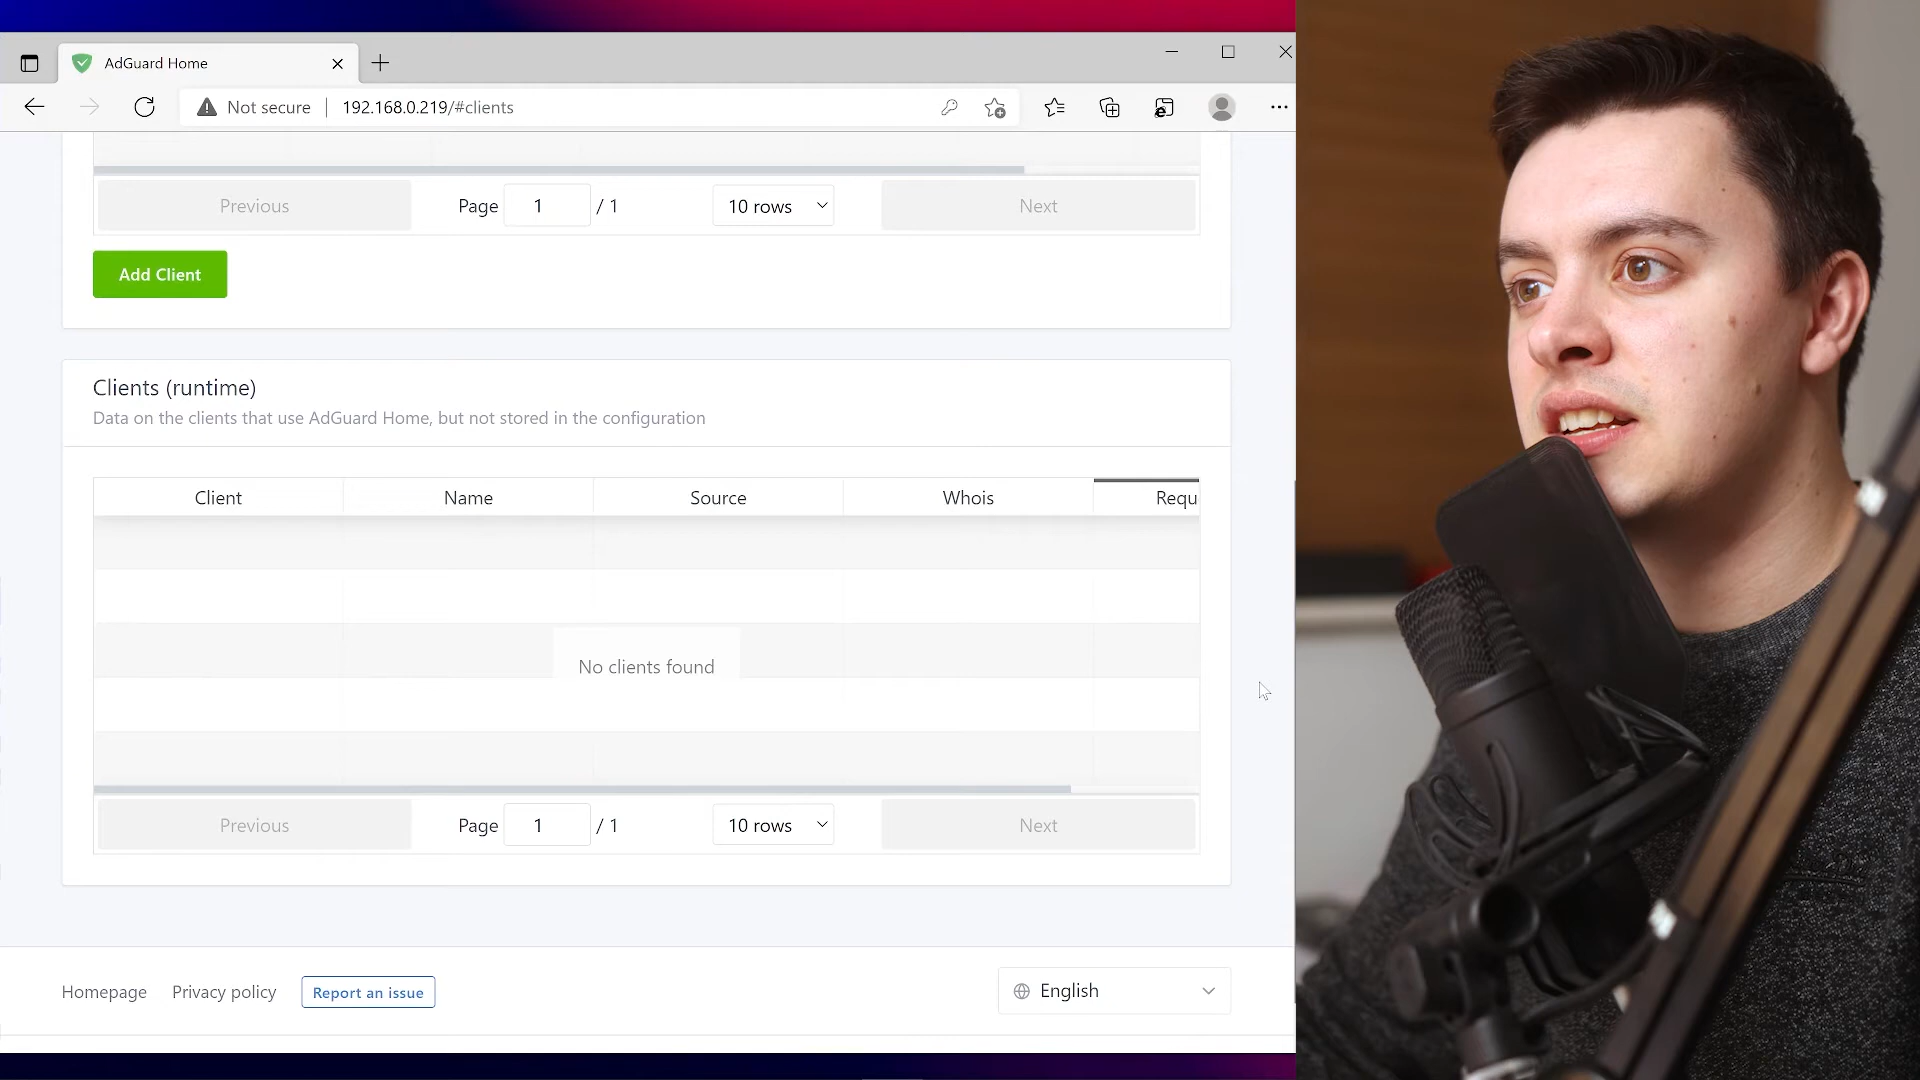 AdGuard Home
Not secure 192.168.0.219/#clients
Previous Page 1 / 1 10 rows Next
Add Client
Clients (runtime)
Data on the clients that use AdGuard Home, but not stored in the configuration
Client Name Source Whois Requ
No clients found
Previous Page 1 / 1 10 rows Next
Homepage Privacy policy Report an issue English